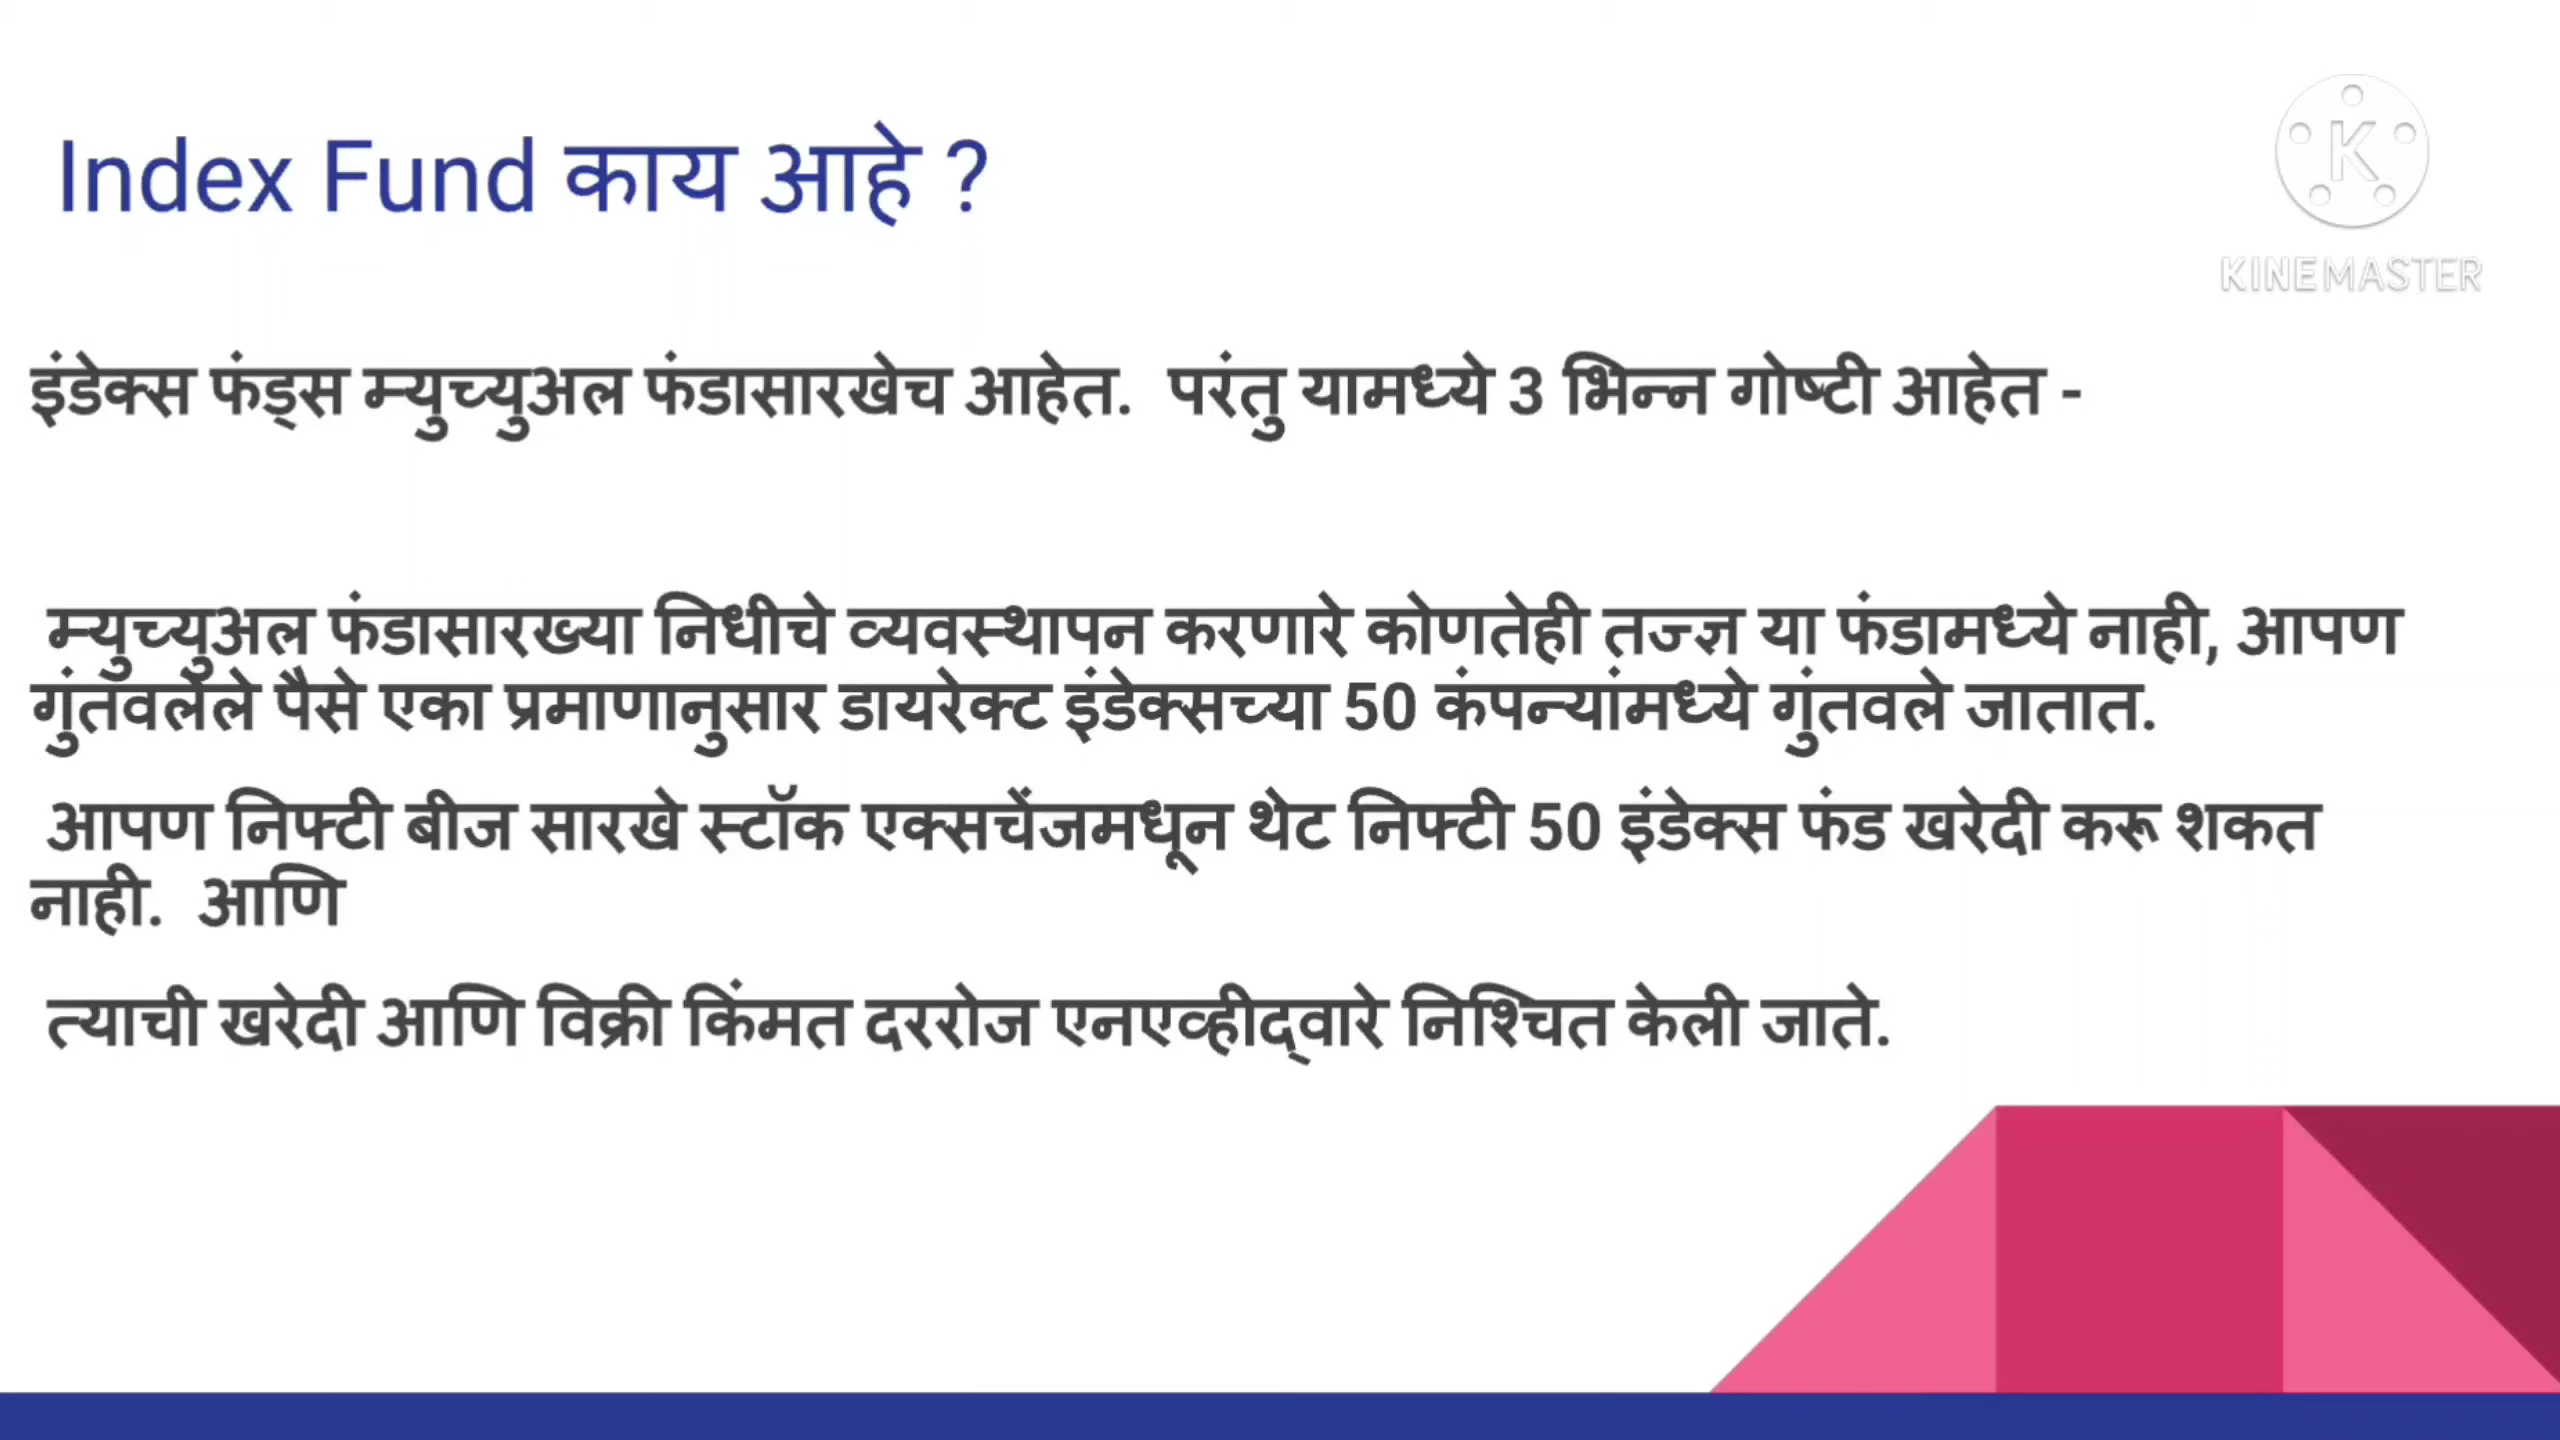 Index Fund काय आहे ?
KINEMASTER
इंडेक्स फंड्स म्युच्युअल फंडासारखेच आहेत. परंतु यामध्ये 3 भिन्न गोष्टी आहेत -
म्युच्युअल फंडासारख्या निधीचे व्यवस्थापन करणारे कोणतेही तज्ज्ञ या फंडामध्ये नाही, आपण
गुंतवलेले पैसे एका प्रमाणानुसार डायरेक्ट इंडेक्सच्या 50 कंपन्यांमध्ये गुंतवले जातात.
आपण निफ्टी बीज सारखे स्टॉक एक्सचेंजमधून थेट निफ्टी 50 इंडेक्स फंड खरेदी करू शकत
नाही. आणि
त्याची खरेदी आणि विक्री किंमत दररोज एनएव्हीद्वारे निश्चित केली जाते.